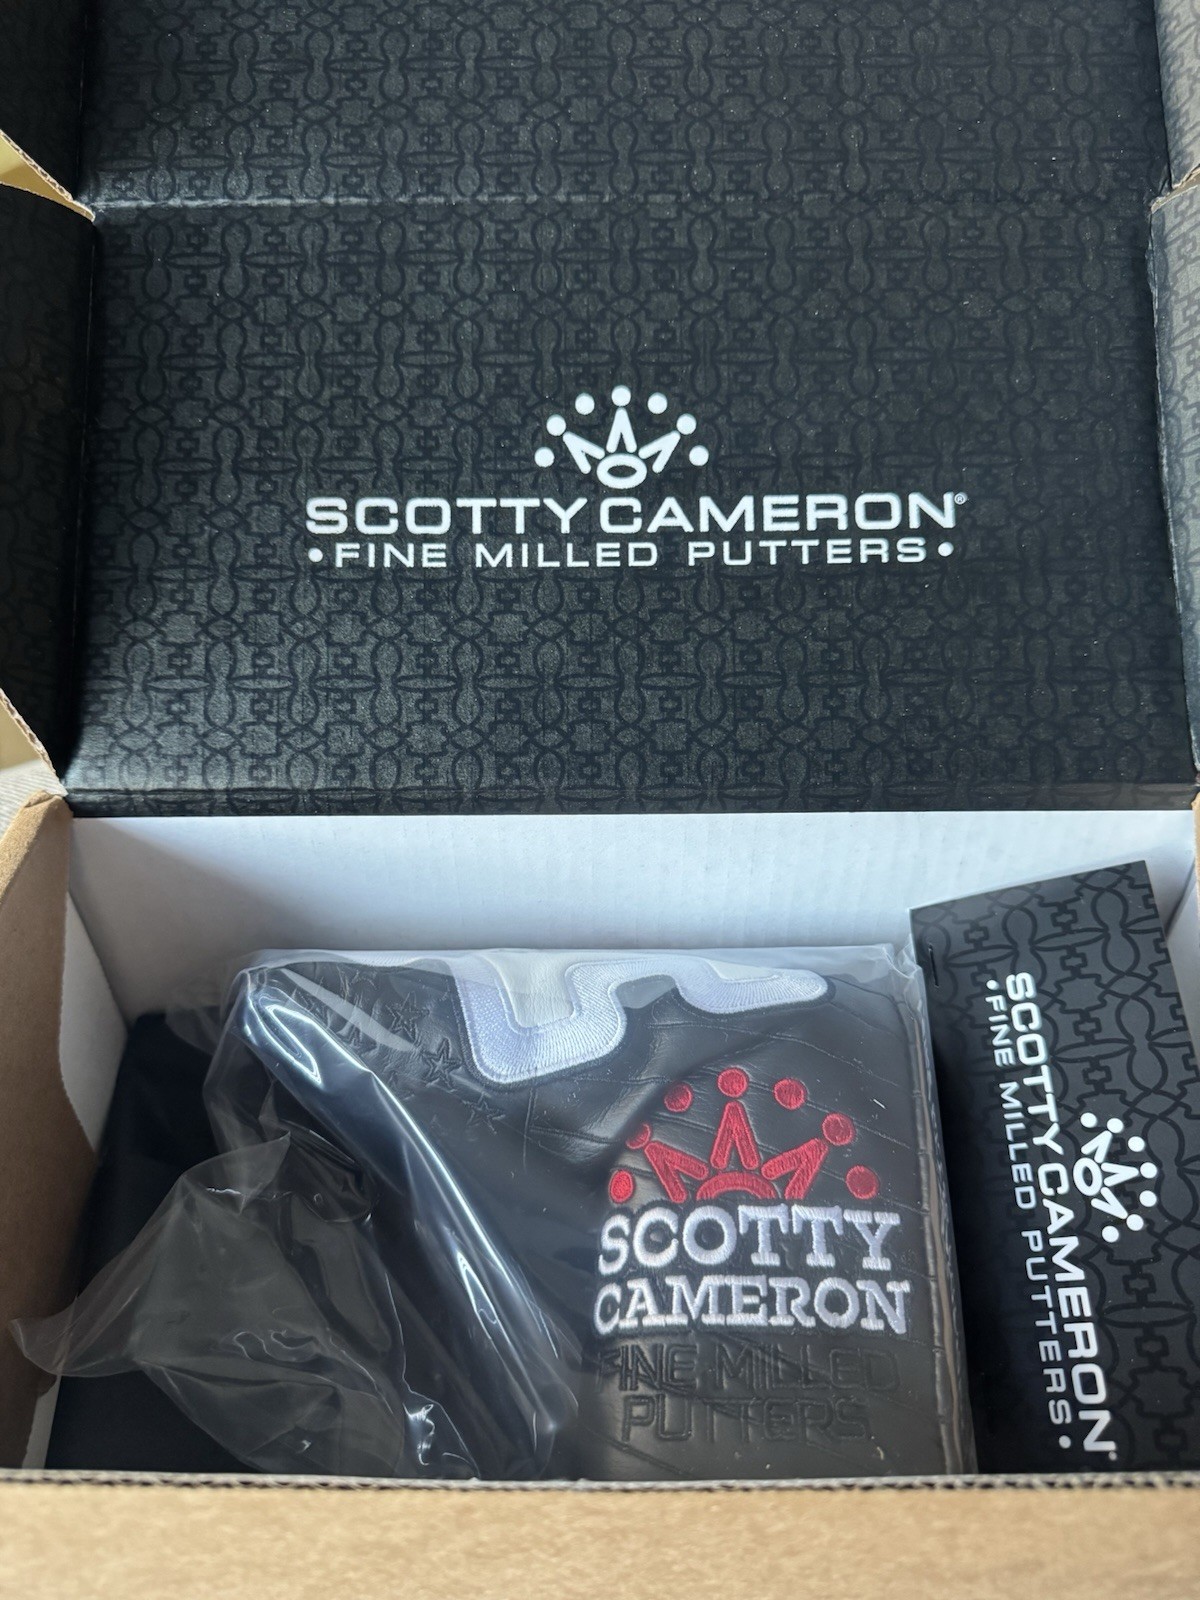 SCOTTY CAMERON®
•FINE MILLED PUTTERS•
SCOTTY
CAMERON
FINE MILLED
PUTTERS
SCOTTY CAMERON
•FINE MILLED PUTTERS•